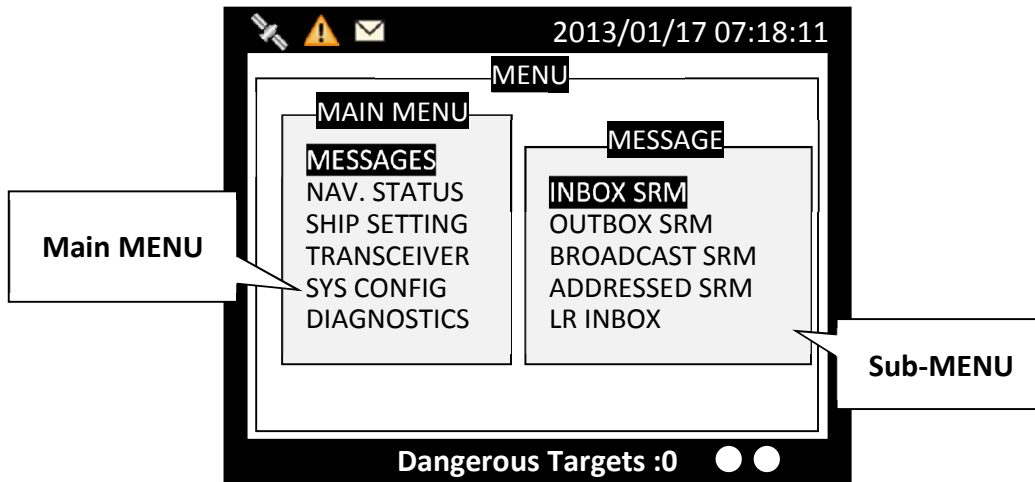 2013/01/17 07:18:11
MENU
MAIN MENU
MESSAGES
NAV. STATUS
SHIP SETTING
TRANSCEIVER
SYS CONFIG
DIAGNOSTICS
MESSAGE
INBOX SRM
OUTBOX SRM
BROADCAST SRM
ADDRESSED SRM
LR INBOX
Main MENU
Sub-MENU
Dangerous Targets :0